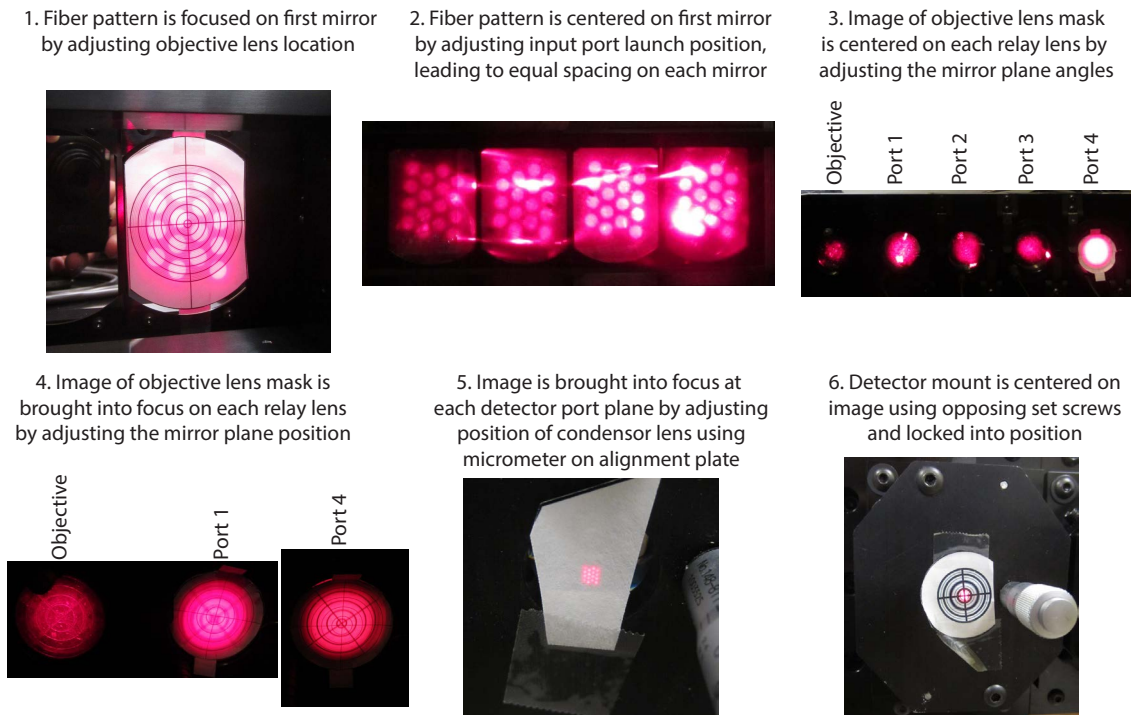 1. Fiber pattern is focused on first mirror
by adjusting objective lens location
2. Fiber pattern is centered on first mirror
by adjusting input port launch position,
leading to equal spacing on each mirror
3. Image of objective lens mask
is centered on each relay lens by
adjusting the mirror plane angles
Objective
Port 1
Port 2
Port 3
Port 4
4. Image of objective lens mask is
brought into focus on each relay lens
by adjusting the mirror plane position
Objective
Port 1
Port 4
5. Image is brought into focus at
each detector port plane by adjusting
position of condensor lens using
micrometer on alignment plate
6. Detector mount is centered on
image using opposing set screws
and locked into position